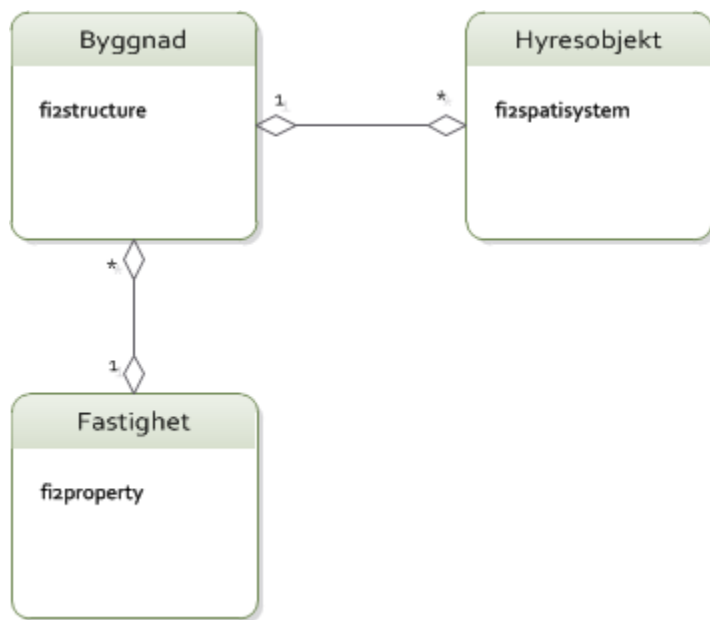 Byggnad
fi2structure
1
*
Hyresobjekt
fi2spatisystem
*
1
Fastighet
fi2property